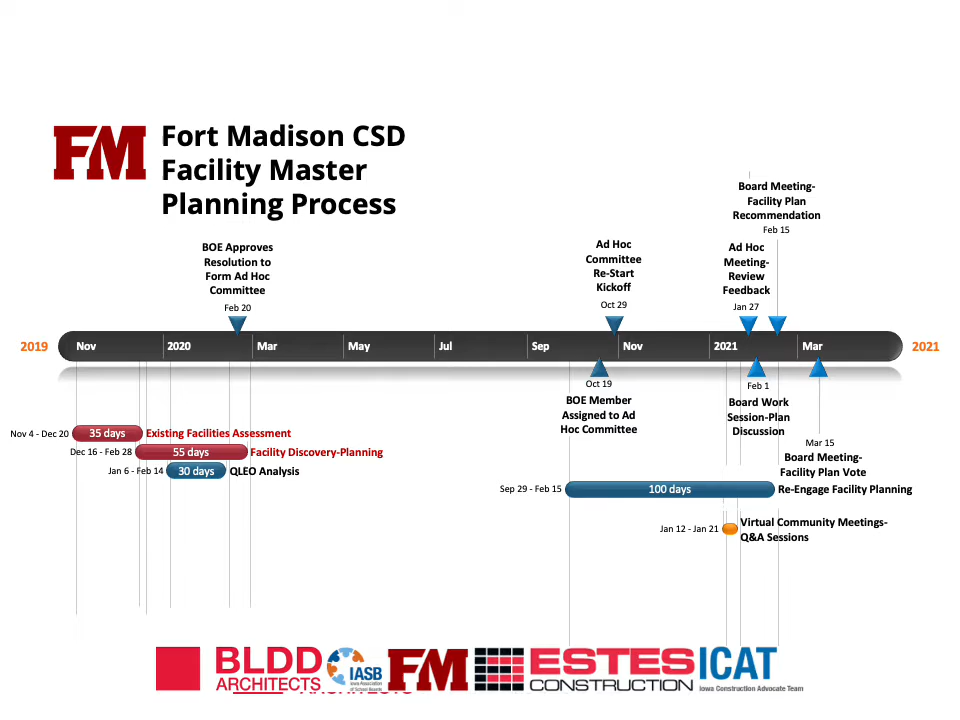 FM
Fort Madison CSD
Facility Master
Planning Process
Board Meeting-
Facility Plan
Recommendation
Feb 15
BOE Approves
Resolution to
Form Ad Hoc
Committee
Feb 20
Ad Hoc
Committee
Re-Start
Kickoff
Oct 29
Ad Hoc
Meeting-
Review
Feedback
Jan 27
2019
Nov
2020
Mar
May
Jul
Sep
Nov
2021
Mar
2021
Oct 19
BOE Member
Assigned to Ad
Hoc Committee
Feb 1
Board Work
Session-Plan
Discussion
Mar 15
Board Meeting-
Facility Plan Vote
Nov 4 - Dec 20
35 days
Existing Facilities Assessment
Dec 16 - Feb 28
55 days
Facility Discovery-Planning
Jan 6 - Feb 14
30 days
QLEO Analysis
Sep 29 - Feb 15
100 days
Re-Engage Facility Planning
Jan 12 - Jan 21
Virtual Community Meetings-
Q&A Sessions
BLDD
ARCHITECTS
IASB
Iowa Association
of School Boards
FM
ESTES
CONSTRUCTION
ICAT
Iowa Construction Advocate Team